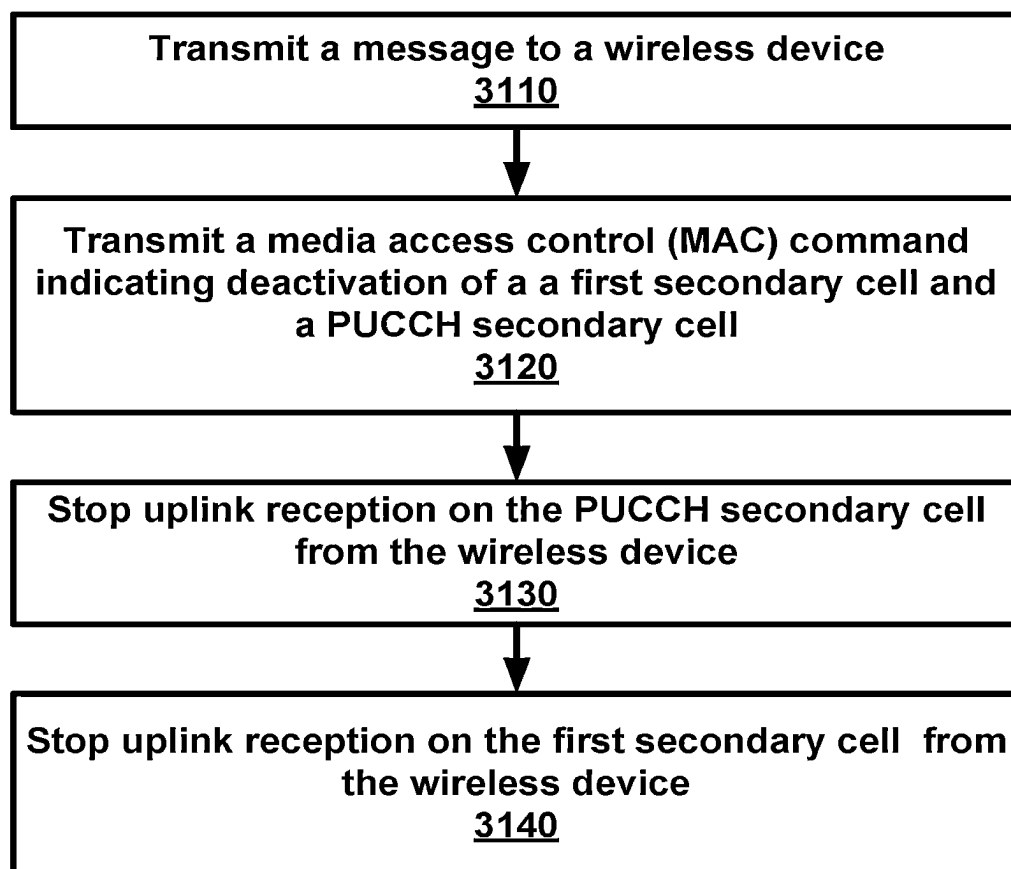 Transmit a message to a wireless device
3110
Transmit a media access control (MAC) command
indicating deactivation of a a first secondary cell and
a PUCCH secondary cell
3120
Stop uplink reception on the PUCCH secondary cell
from the wireless device
3130
Stop uplink reception on the first secondary cell from
the wireless device
3140